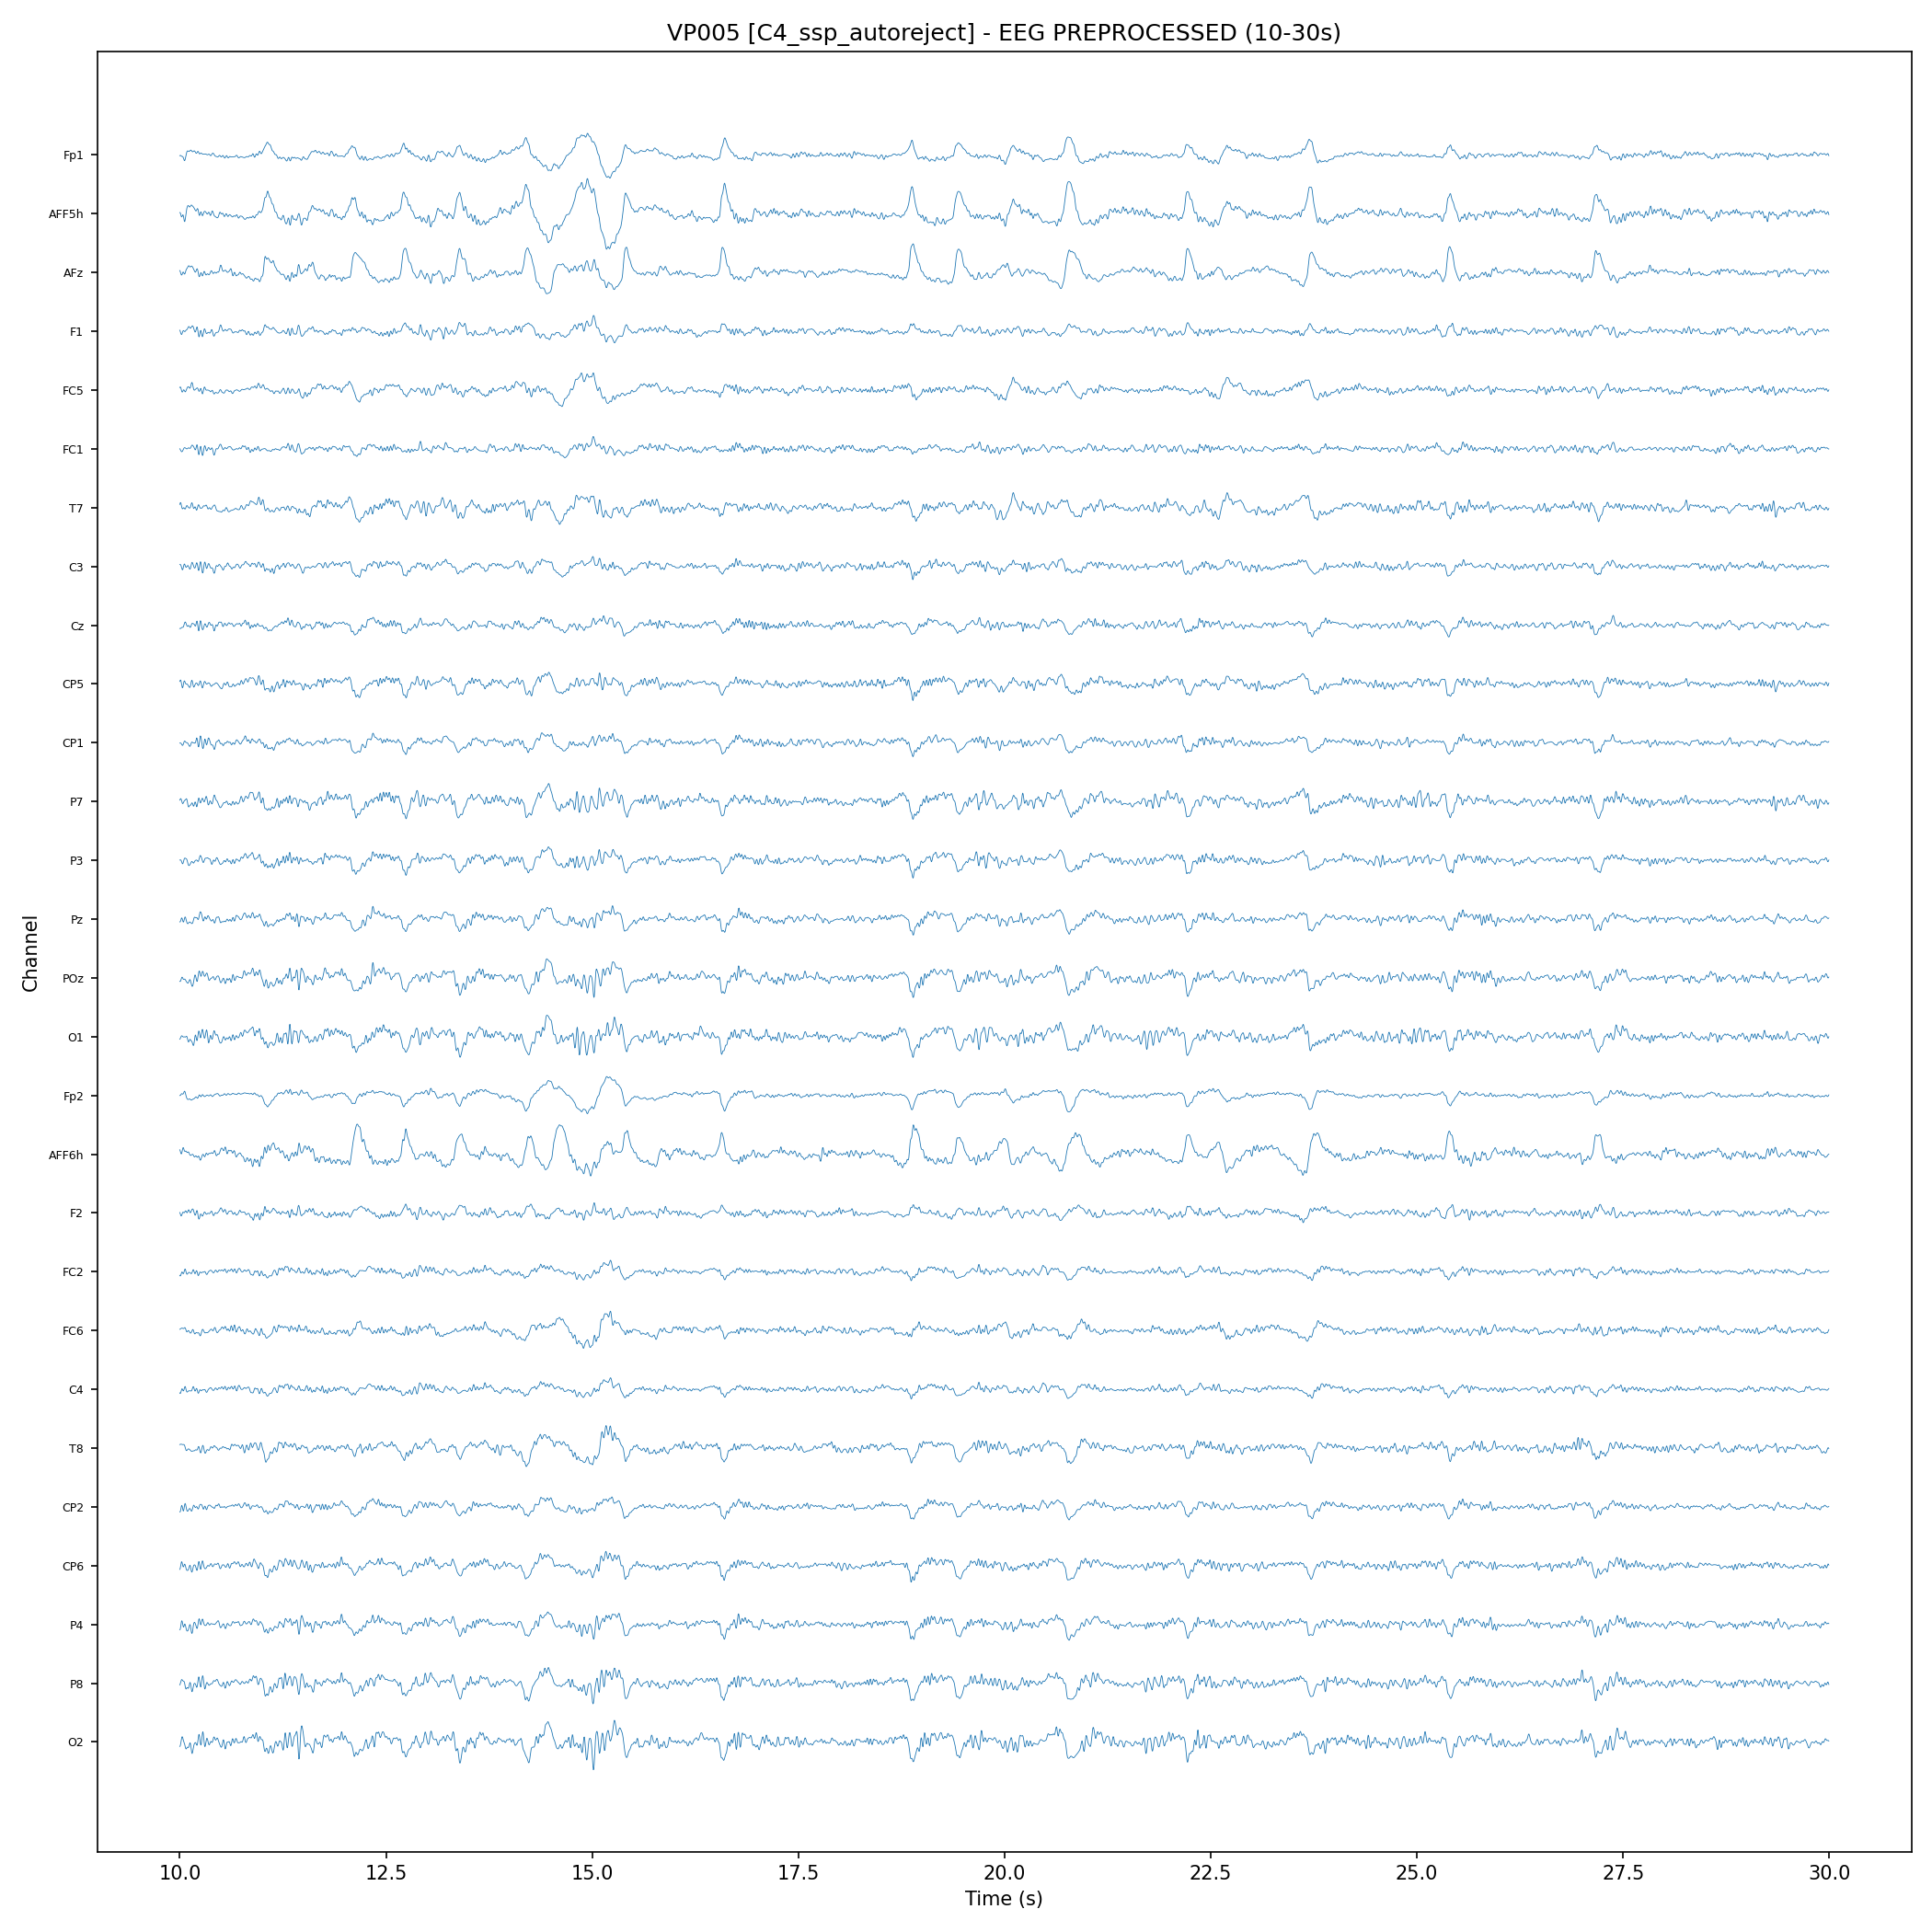 VP005 [C4_ssp_autoreject] - EEG PREPROCESSED (10-30s)
Channel
Fp1
AFF5h
AFz
F1
FC5
FC1
T7
C3
Cz
CP5
CP1
P7
P3
Pz
POz
O1
Fp2
AFF6h
F2
FC2
FC6
C4
T8
CP2
CP6
P4
P8
O2
10.0 12.5 15.0 17.5 20.0 22.5 25.0 27.5 30.0
Time (s)